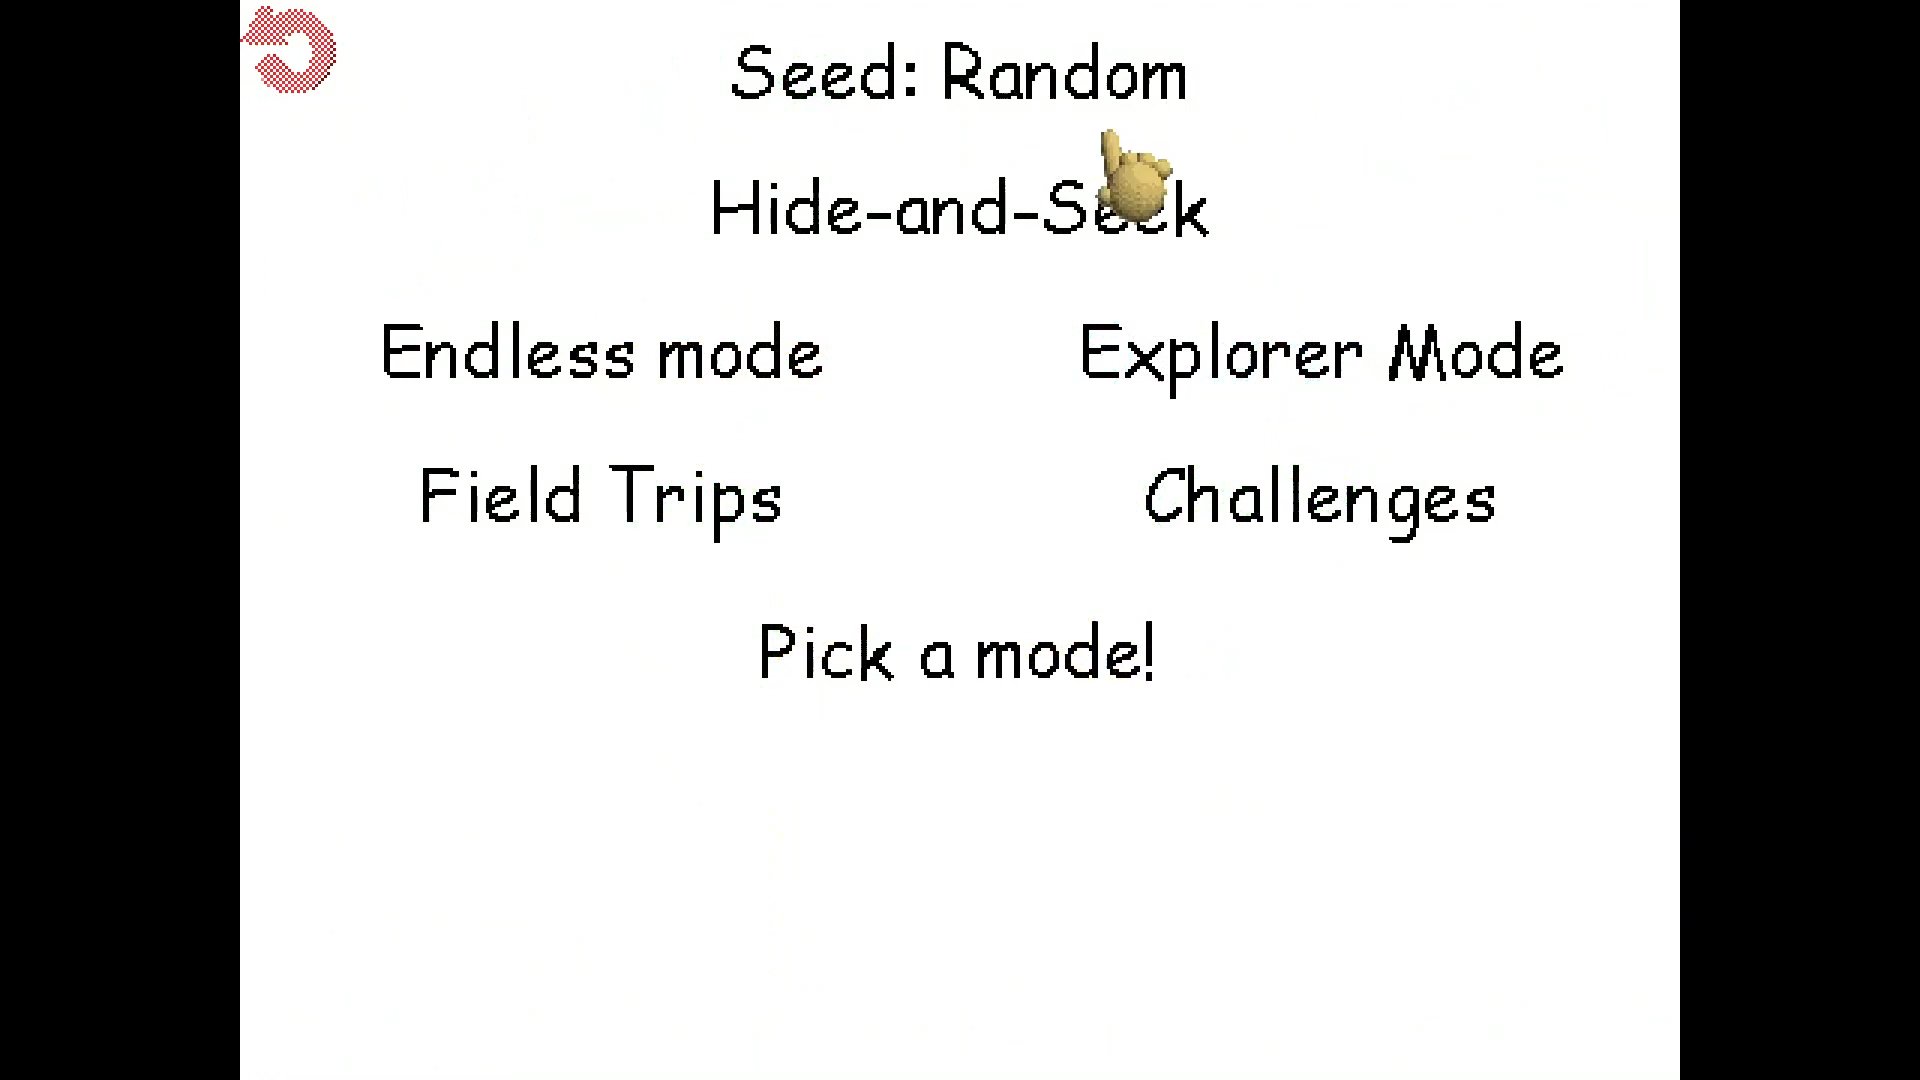 Seed: Random
Hide-and-Seek
Endless mode
Explorer Mode
Field Trips
Challenges
Pick a mode!